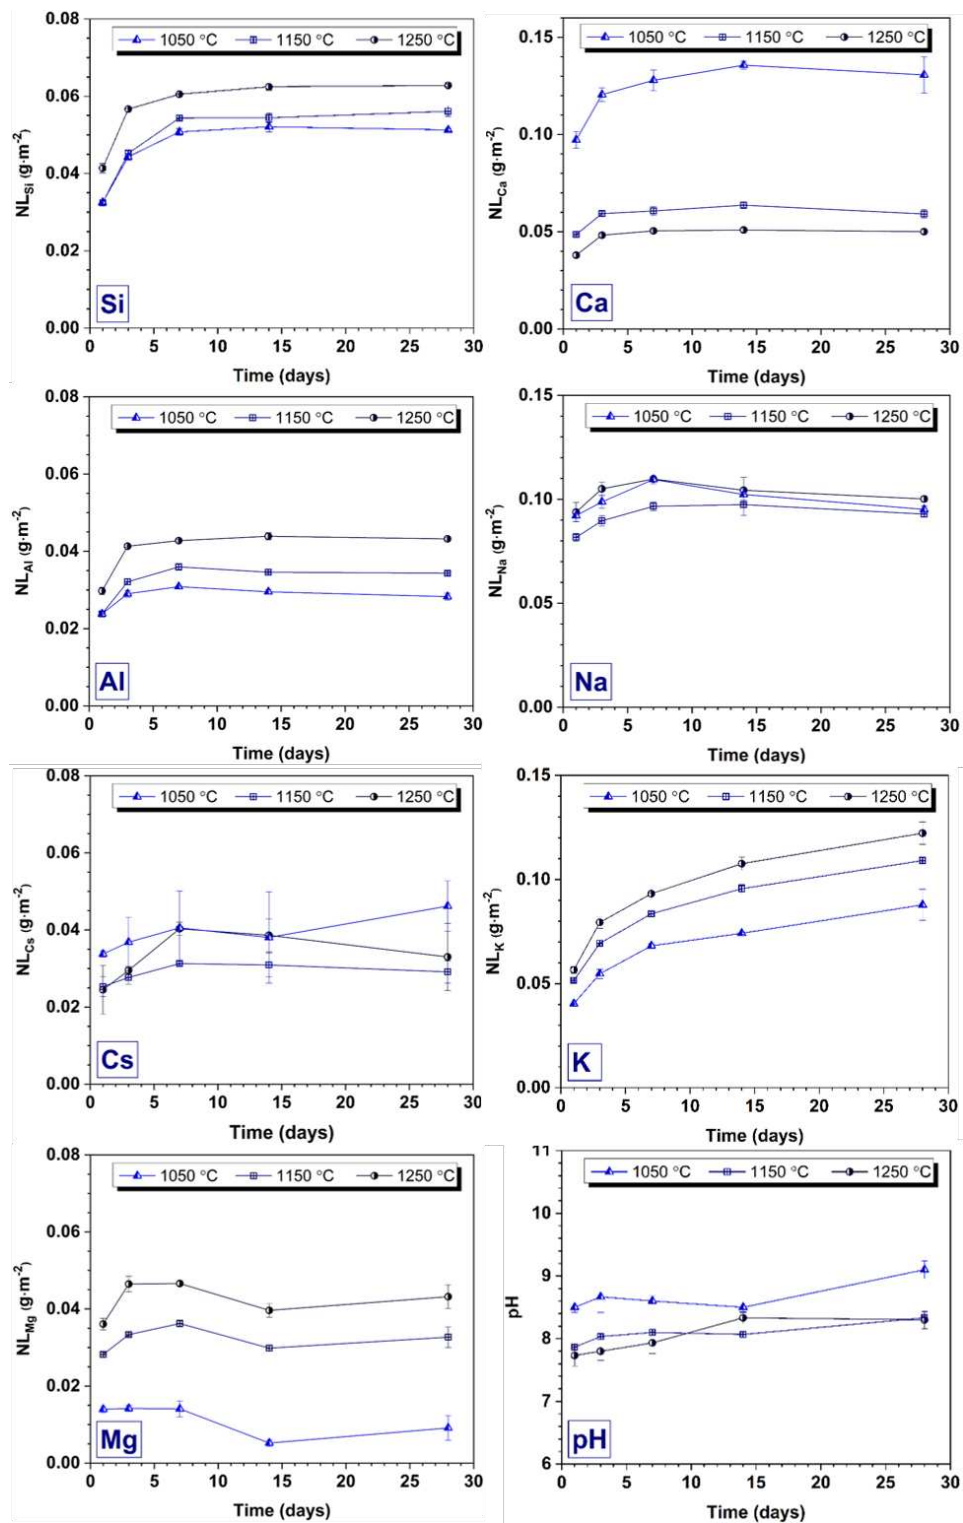 0.08
1050 °C 1150 °C 1250 °C
0.06
0.04
0.02
0.00
NL_Si (g·m⁻²)
Si
0 5 10 15 20 25 30
Time (days)
0.15
1050 °C 1150 °C 1250 °C
0.10
0.05
0.00
NL_Ca (g·m⁻²)
Ca
0 5 10 15 20 25 30
Time (days)
0.08
1050 °C 1150 °C 1250 °C
0.06
0.04
0.02
0.00
NL_Al (g·m⁻²)
Al
0 5 10 15 20 25 30
Time (days)
0.15
1050 °C 1150 °C 1250 °C
0.10
0.05
0.00
NL_Na (g·m⁻²)
Na
0 5 10 15 20 25 30
Time (days)
0.08
1050 °C 1150 °C 1250 °C
0.06
0.04
0.02
0.00
NL_Cs (g·m⁻²)
Cs
0 5 10 15 20 25 30
Time (days)
0.15
1050 °C 1150 °C 1250 °C
0.10
0.05
0.00
NL_K (g·m⁻²)
K
0 5 10 15 20 25 30
Time (days)
0.08
1050 °C 1150 °C 1250 °C
0.06
0.04
0.02
0.00
NL_Mg (g·m⁻²)
Mg
0 5 10 15 20 25 30
Time (days)
11
1050 °C 1150 °C 1250 °C
10
9
8
7
6
pH
pH
0 5 10 15 20 25 30
Time (days)